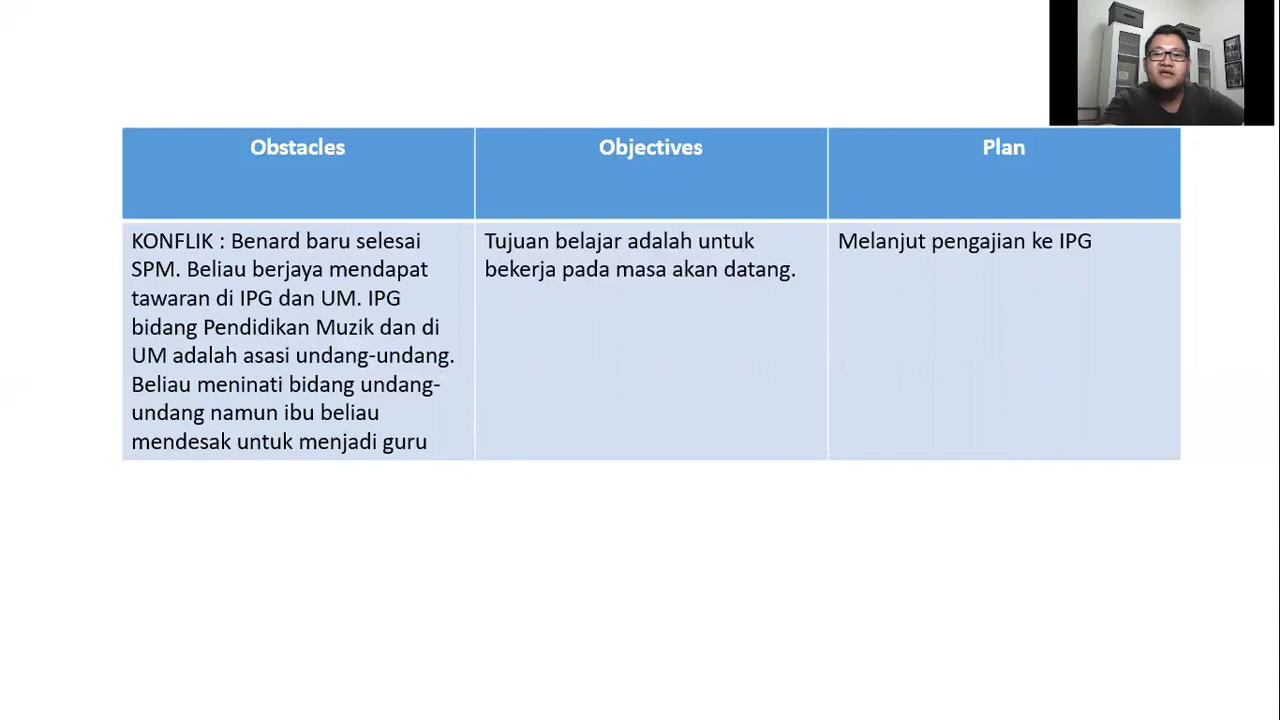 Obstacles
Objectives
Plan
KONFLIK : Benard baru selesai
SPM. Beliau berjaya mendapat
tawaran di IPG dan UM. IPG
bidang Pendidikan Muzik dan di
UM adalah asasi undang-undang.
Beliau meninati bidang undang-
undang namun ibu beliau
mendesak untuk menjadi guru
Tujuan belajar adalah untuk
bekerja pada masa akan datang.
Melanjut pengajian ke IPG